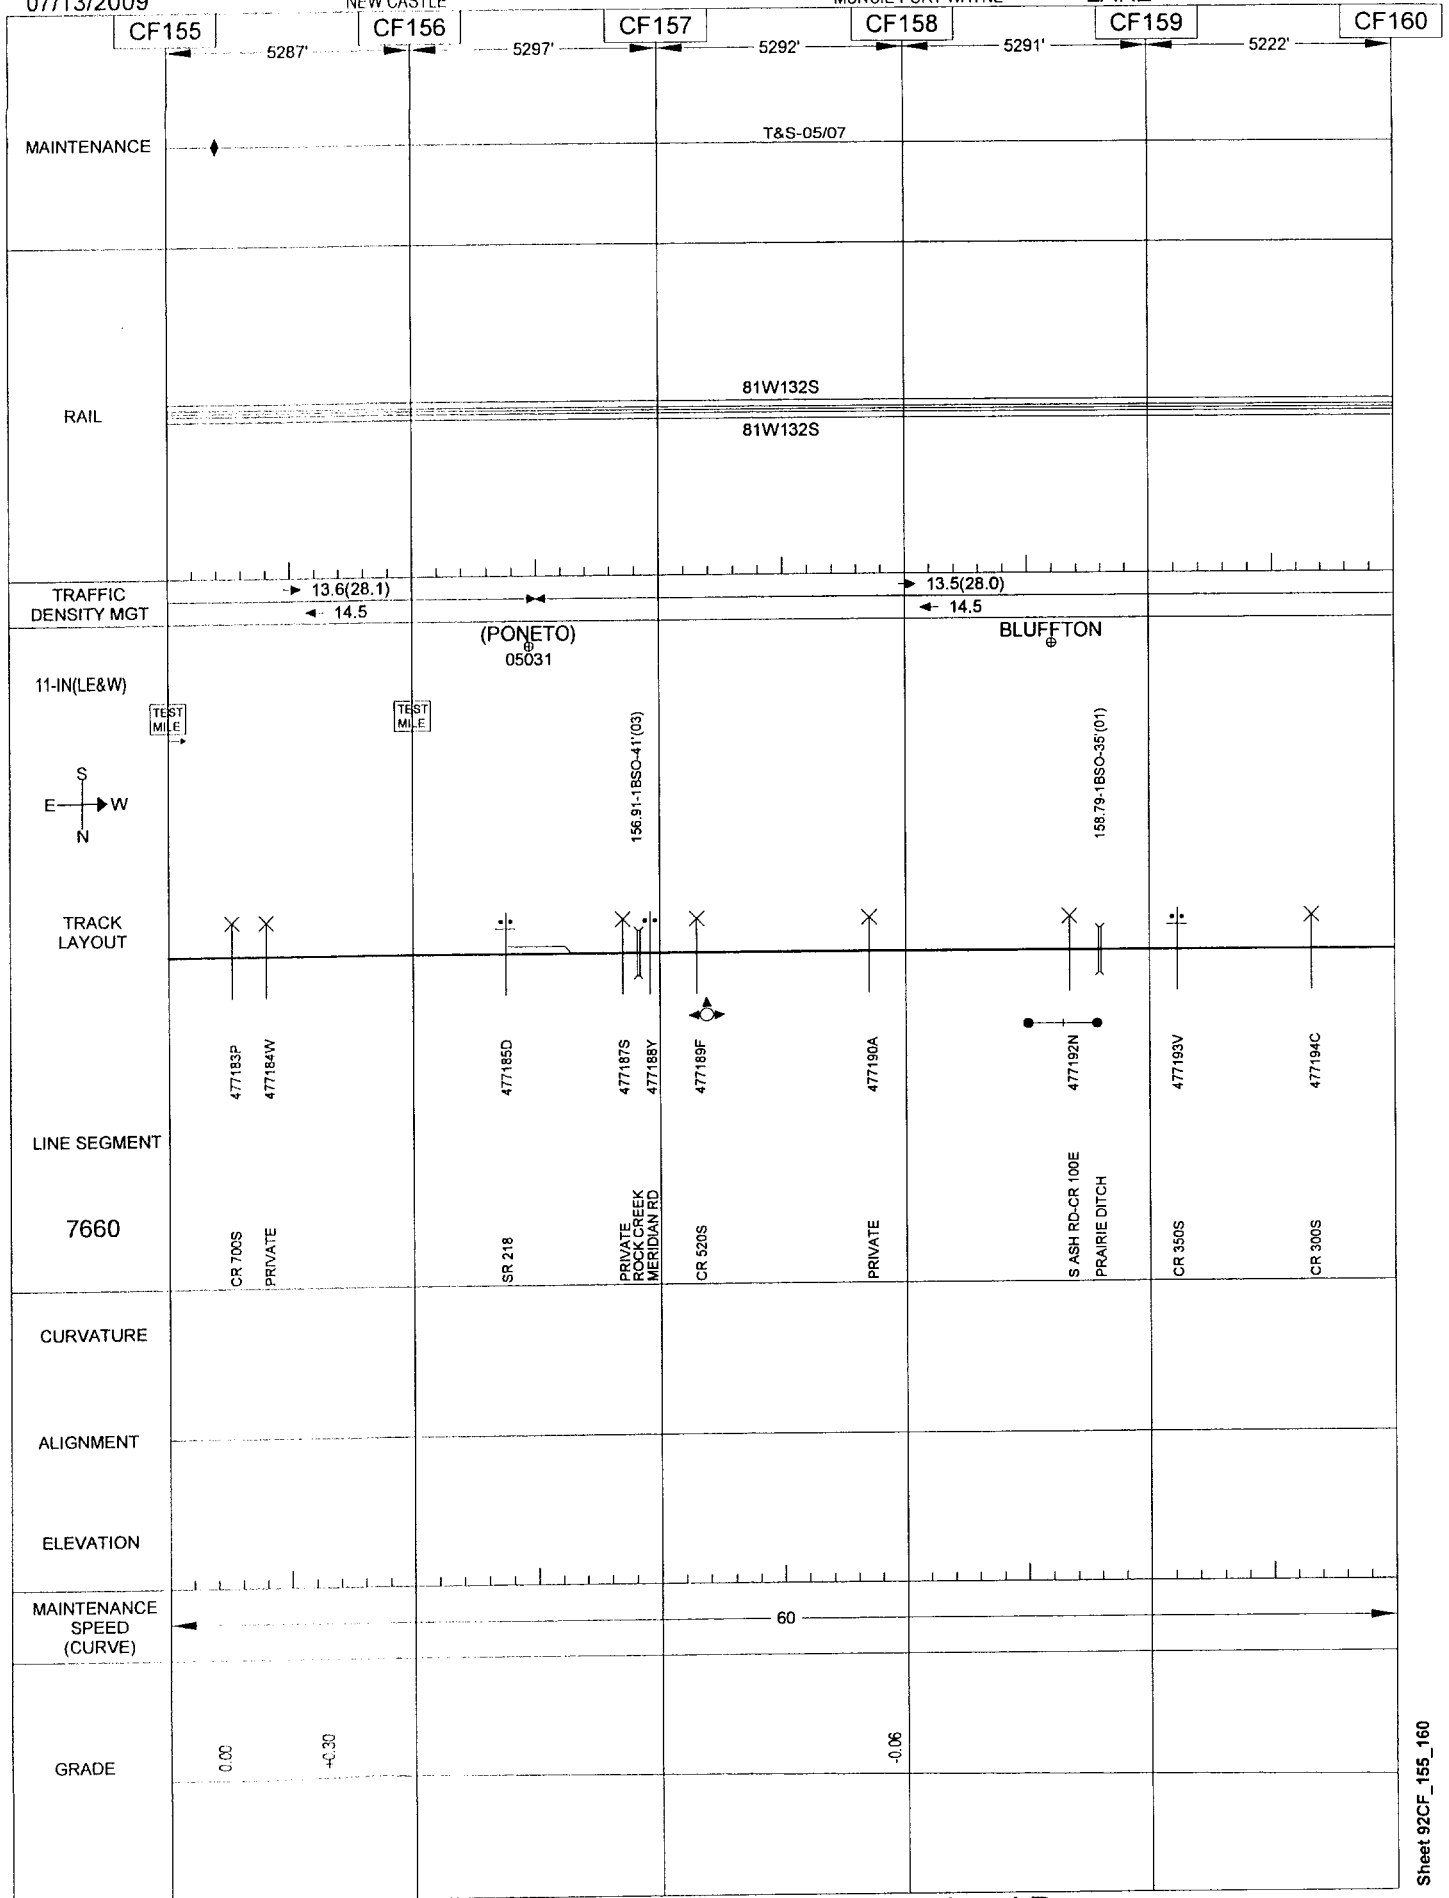 07/13/2009
NEW CASTLE
CF155
CF156
CF157
CF158
CF159
CF160
5287'
5297'
5292'
5291'
5222'
MAINTENANCE
T&S-05/07
RAIL
81W132S
81W132S
TRAFFIC
DENSITY MGT
13.6(28.1)
14.5
13.5(28.0)
14.5
(PONETO)
05031
BLUFFTON
11-IN(LE&W)
TEST
MILE
TEST
MILE
S
E W
N
156.91-1BSO-41'(03)
158.79-1BSO-35'(01)
TRACK
LAYOUT
477183P
477184W
477185D
477187S
477188Y
477189F
477190A
477192N
477193V
477194C
LINE SEGMENT
7660
CR 700S
PRIVATE
SR 218
PRIVATE
ROCK CREEK
MERIDIAN RD
CR 520S
PRIVATE
S ASH RD-CR 100E
PRAIRIE DITCH
CR 350S
CR 300S
CURVATURE
ALIGNMENT
ELEVATION
MAINTENANCE
SPEED
(CURVE)
60
GRADE
0.00
+0.30
-0.06
Sheet 92CF_155_160